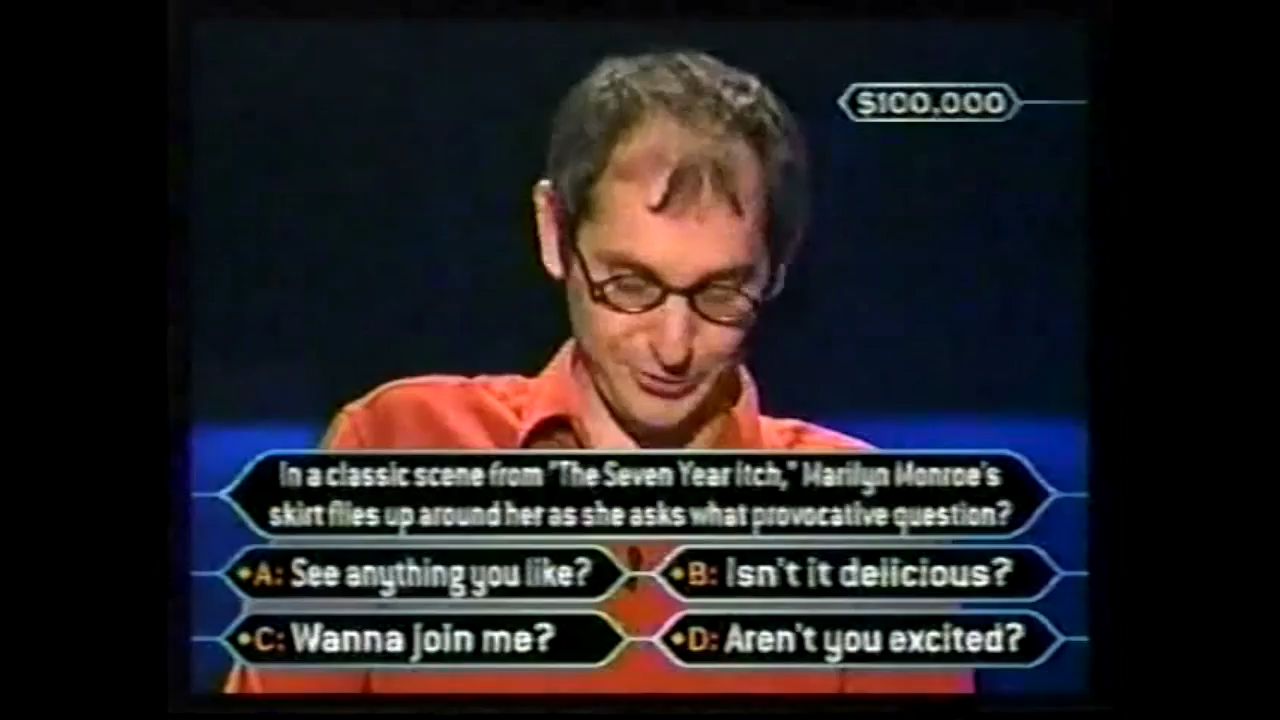 $100,000
In a classic scene from "The Seven Year Itch," Marilyn Monroe's
skirt flies up around her as she asks what provocative question?
A: See anything you like?
B: Isn't it delicious?
C: Wanna join me?
D: Aren't you excited?